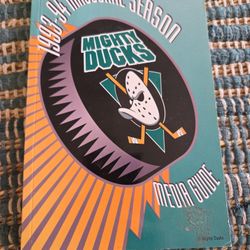 1993-94 INAUGURAL SEASON
MIGHTY
DUCKS
MEDIA GUIDE